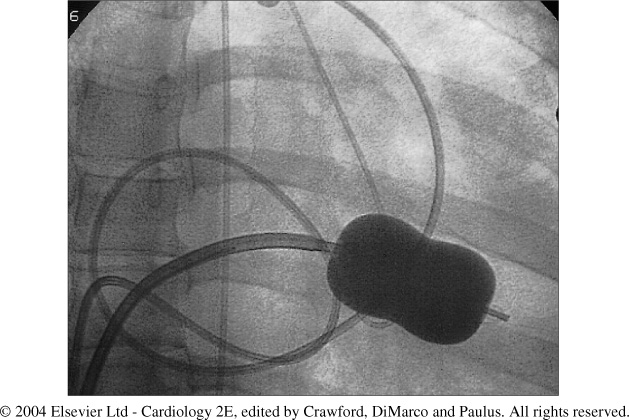 6
© 2004 Elsevier Ltd - Cardiology 2E, edited by Crawford, DiMarco and Paulus. All rights reserved.